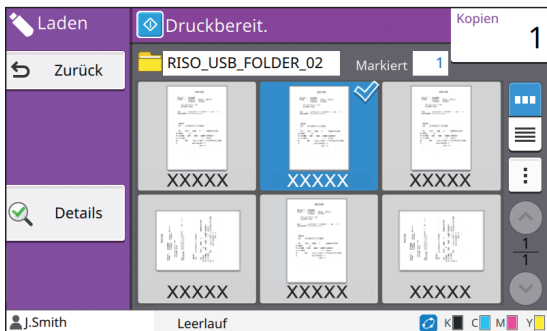 Laden
Druckbereit.
Kopien
1
Zurück
RISO_USB_FOLDER_02
Markiert 1
XXXXX XXXXX XXXXX
Details
1
1
XXXXX XXXXX XXXXX
J.Smith
Leerlauf
K C M Y